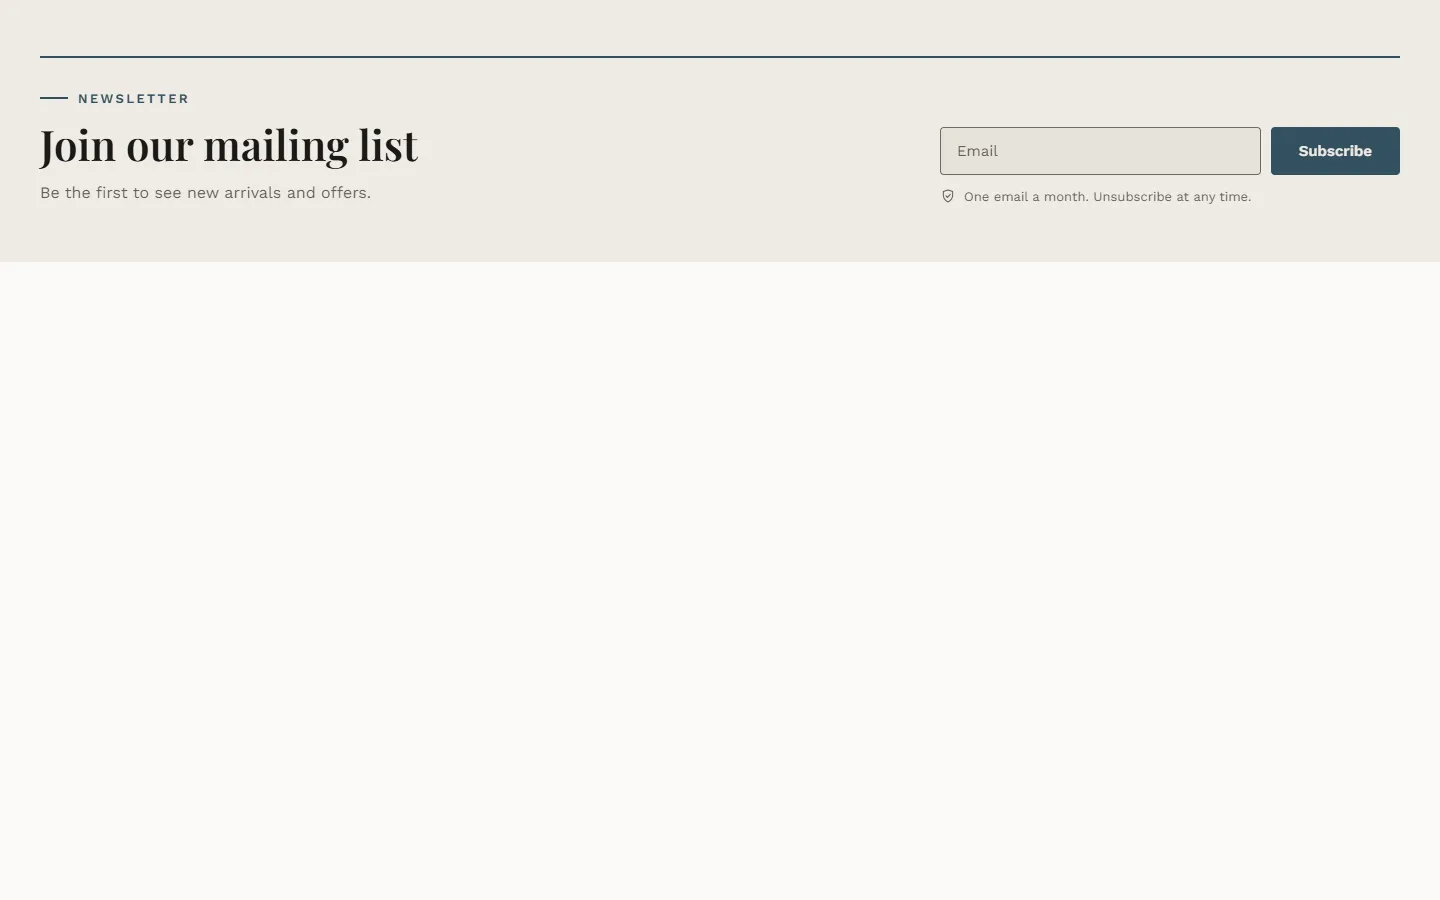 NEWSLETTER
Join our mailing list
Be the first to see new arrivals and offers.
Email
Subscribe
One email a month. Unsubscribe at any time.